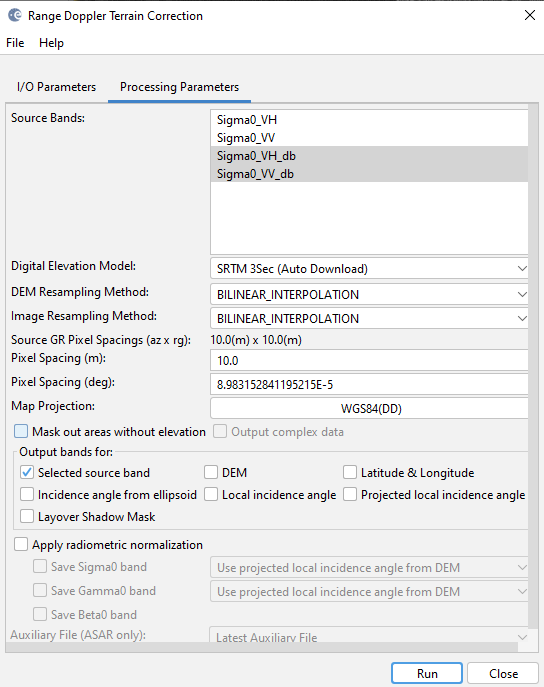 Range Doppler Terrain Correction
File Help
I/O Parameters Processing Parameters
Source Bands: Sigma0_VH
Sigma0_VV
Sigma0_VH_db
Sigma0_VV_db
Digital Elevation Model: SRTM 3Sec (Auto Download)
DEM Resampling Method: BILINEAR_INTERPOLATION
Image Resampling Method: BILINEAR_INTERPOLATION
Source GR Pixel Spacings (az x rg): 10.0(m) x 10.0(m)
Pixel Spacing (m): 10.0
Pixel Spacing (deg): 8.983152841195215E-5
Map Projection: WGS84(DD)
Mask out areas without elevation Output complex data
Output bands for:
Selected source band DEM Latitude & Longitude
Incidence angle from ellipsoid Local incidence angle Projected local incidence angle
Layover Shadow Mask
Apply radiometric normalization
Save Sigma0 band Use projected local incidence angle from DEM
Save Gamma0 band Use projected local incidence angle from DEM
Save Beta0 band
Auxiliary File (ASAR only): Latest Auxiliary File
Run Close